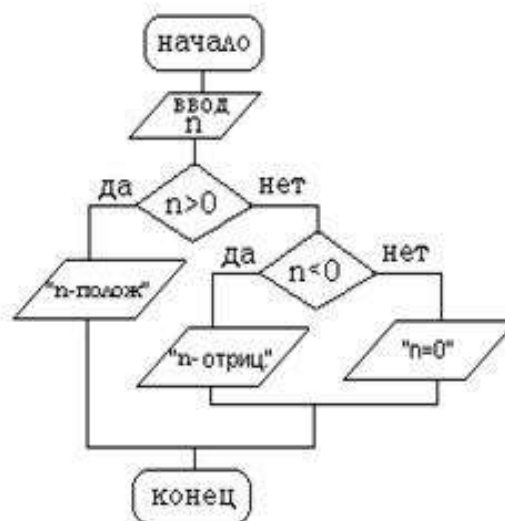 начало
ввод
n
да
n>0
нет
"n-полож"
да
n<0
нет
"n-отриц."
"n=0"
конец